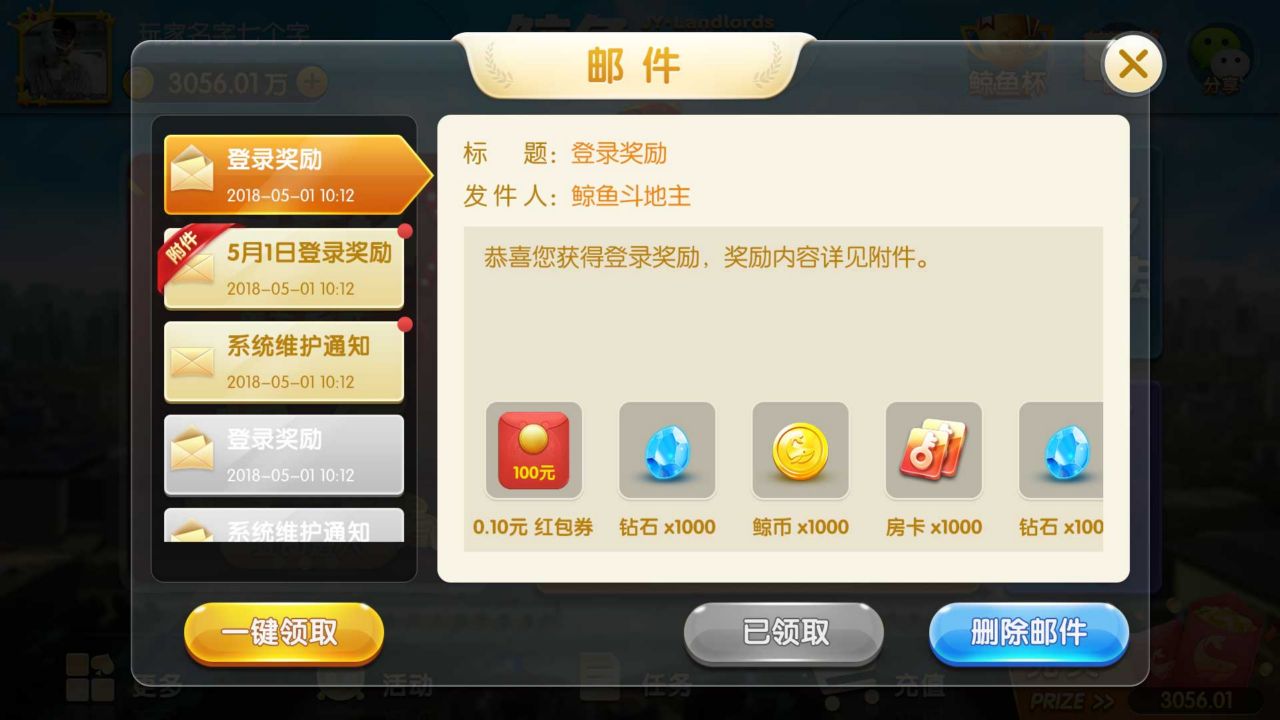 玩家名字七个字
JY·Landlords
3056.01万
鲸鱼杯
分享
邮件
登录奖励
2018-05-01 10:12
附件
5月1日登录奖励
2018-05-01 10:12
系统维护通知
2018-05-01 10:12
登录奖励
2018-05-01 10:12
系统维护通知
标 题：登录奖励
发件人：鲸鱼斗地主
恭喜您获得登录奖励，奖励内容详见附件。
100元
0.10元 红包券
钻石 x1000
鲸币 x1000
房卡 x1000
钻石 x100
一键领取
已领取
删除邮件
更多
活动
任务
充值
PRIZE >>
3056.01